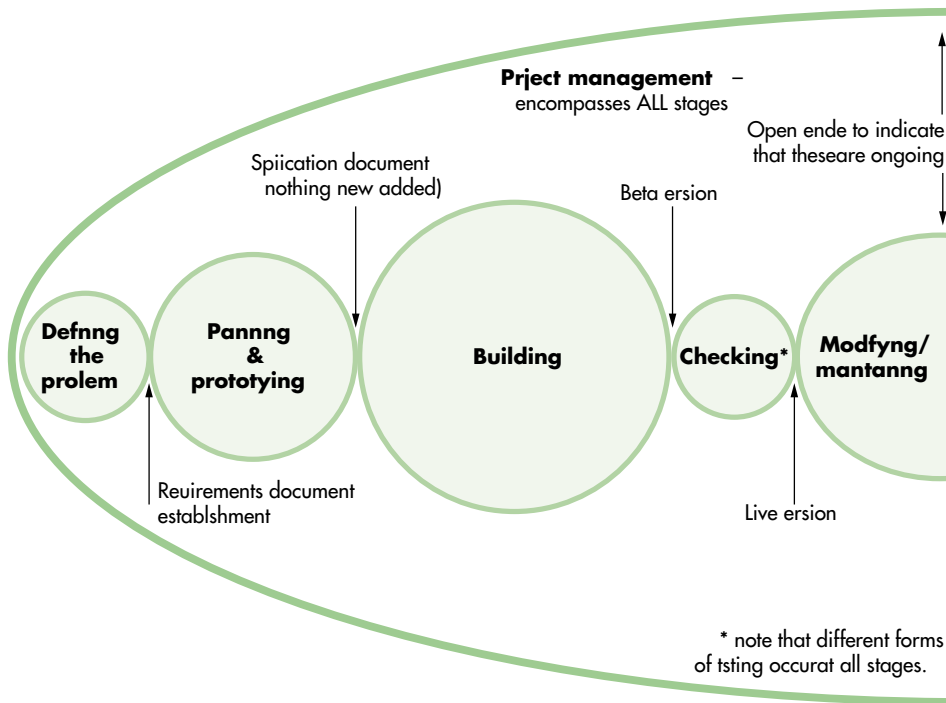 Prject management –
encompasses ALL stages
Open ende to indicate
that theseare ongoing
Spiication document
nothing new added)
Beta ersion
Defnng
the
prolem
Pannng
&
prototying
Building
Checking*
Modfyng/
mantanng
Reuirements document
establshment
Live ersion
* note that different forms
of tsting occurat all stages.